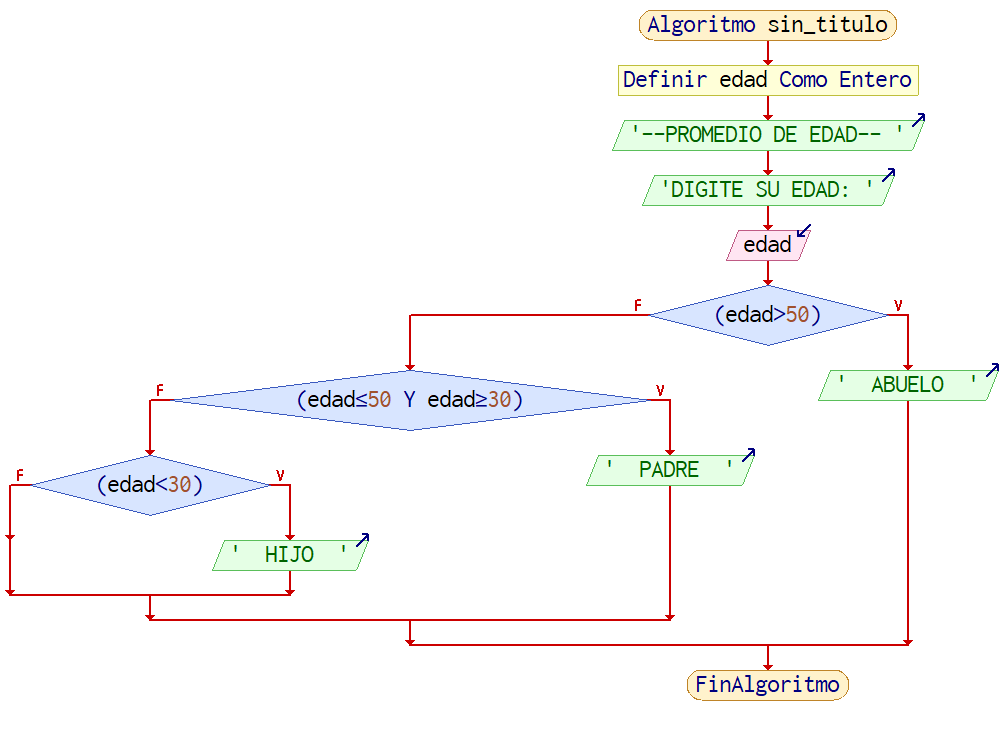 Algoritmo sin_titulo
Definir edad Como Entero
'--PROMEDIO DE EDAD-- '
'DIGITE SU EDAD: '
edad
F
(edad>50)
V
F
(edad≤50 Y edad≥30)
V
'  ABUELO  '
F
(edad<30)
V
'  PADRE  '
'  HIJO  '
FinAlgoritmo